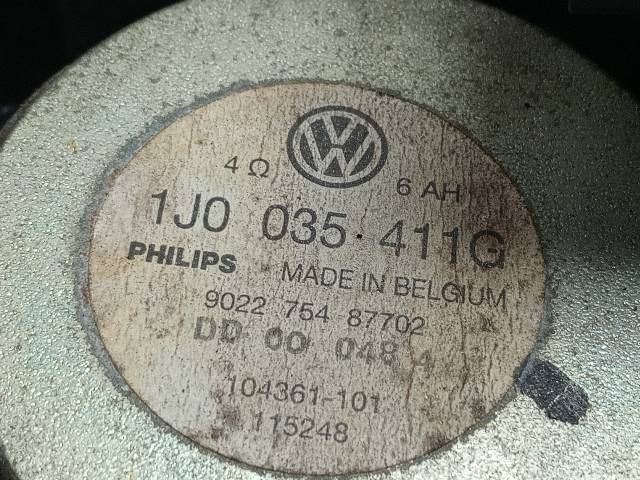 VW
4 Ω 6 AH
1J0 035 411G
PHILIPS MADE IN BELGIUM
9022 754 87702
DD 00 048 4
104361-101
115248